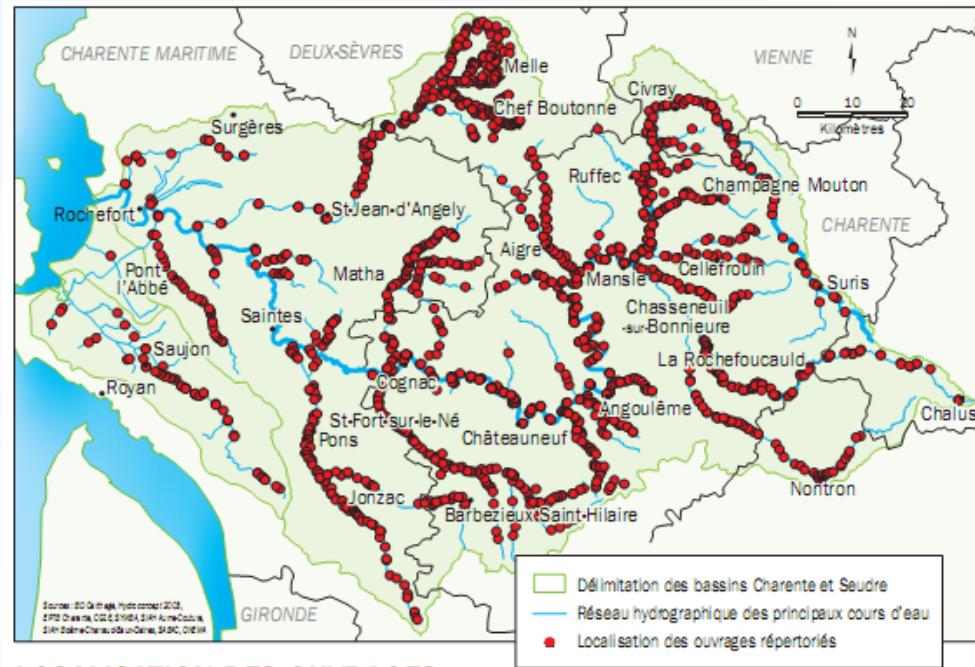 CHARENTE MARITIME
DEUX-SÈVRES
VIENNE
N
Melle
Civray
0 10 20
Kilomètres
Chef Boutonne
Surgères
Ruffec
Champagne Mouton
Rochefort
St-Jean-d'Angely
CHARENTE
Aigre
Pont
l'Abbé
Matha
Mansle
Cellefrouin
Suris
Chasseneuil
-sur-Bonnieure
Saintes
Saujon
La Rochefoucauld
Royan
Cognac
Chalus
Angoulême
St-Fort-sur-le-Né
Châteauneuf
Pons
Nontron
Jonzac
Barbezieux Saint-Hilaire
GIRONDE
Délimitation des bassins Charente et Seudre
Réseau hydrographique des principaux cours d'eau
Localisation des ouvrages répertoriés